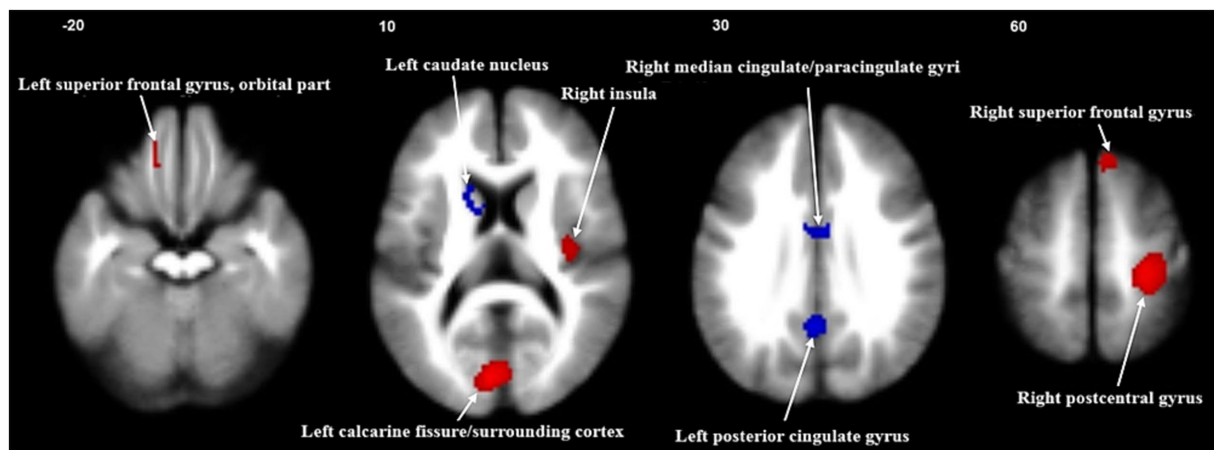 -20
10
30
60
Left superior frontal gyrus, orbital part
Left caudate nucleus
Right insula
Right median cingulate/paracingulate gyri
Right superior frontal gyrus
Left calcarine fissure/surrounding cortex
Left posterior cingulate gyrus
Right postcentral gyrus